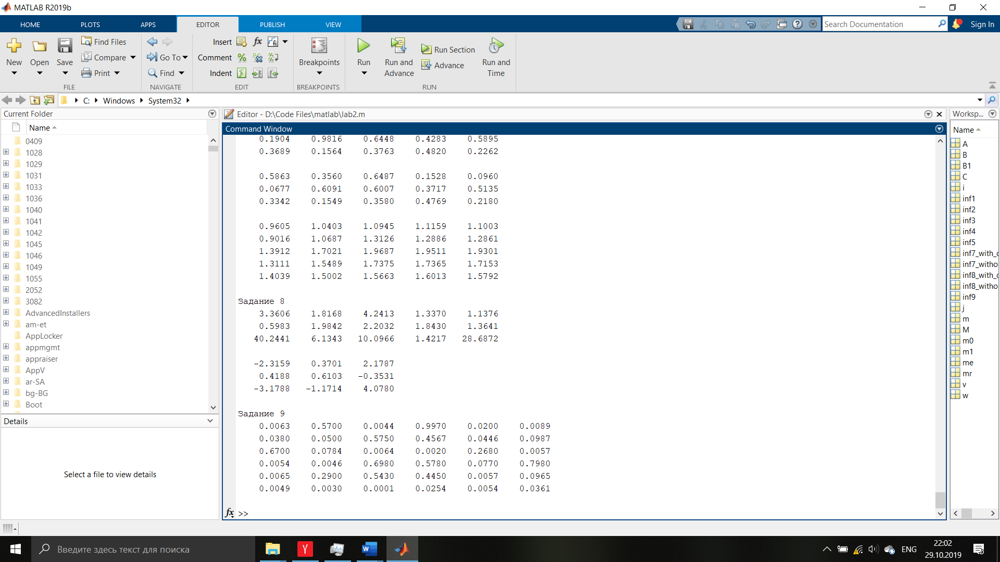 MATLAB R2019b
HOME PLOTS APPS EDITOR PUBLISH VIEW
Search Documentation
Sign In
New
Open
Save
Find Files
Compare
Print
FILE
Go To
Find
NAVIGATE
Insert
fx
fi
Comment
Indent
EDIT
Breakpoints
BREAKPOINTS
Run
Run and Advance
Run Section
Advance
Run and Time
RUN
C: Windows System32
Current Folder
Name
0409
1028
1029
1031
1033
1036
1040
1041
1042
1045
1046
1049
1055
2052
3082
AdvancedInstallers
am-et
AppLocker
appmgmt
appraiser
AppV
ar-SA
bg-BG
Boot
Details
Select a file to view details
Editor - D:\Code Files\matlab\lab2.m
Command Window
0.1904 0.9816 0.6448 0.4283 0.5895
0.3689 0.1564 0.3763 0.4820 0.2262
0.5863 0.3560 0.6487 0.1528 0.0960
0.0677 0.6091 0.6007 0.3717 0.5135
0.3342 0.1549 0.3580 0.4769 0.2180
0.9605 1.0403 1.0945 1.1159 1.1003
0.9016 1.0687 1.3126 1.2886 1.2861
1.3912 1.7021 1.9687 1.9511 1.9301
1.3111 1.5489 1.7375 1.7365 1.7153
1.4039 1.5002 1.5663 1.6013 1.5792
Задание 8
3.3606 1.8168 4.2413 1.3370 1.1376
0.5983 1.9842 2.2032 1.8430 1.3641
40.2441 6.1343 10.0966 1.4217 28.6872
-2.3159 0.3701 2.1787
0.4188 0.6103 -0.3531
-3.1788 -1.1714 4.0780
Задание 9
0.0063 0.5700 0.0044 0.9970 0.0200 0.0089
0.0380 0.0500 0.5750 0.4567 0.0446 0.0987
0.6700 0.0784 0.0064 0.0020 0.2680 0.0057
0.0054 0.0046 0.6980 0.5780 0.0770 0.7980
0.0065 0.2900 0.5430 0.4450 0.0057 0.0965
0.0049 0.0030 0.0001 0.0254 0.0054 0.0361
fx >>
Worksp...
Name
A
B
B1
C
i
inf1
inf2
inf3
inf4
inf5
inf7_with_c
inf7_witho
inf8_with_c
inf8_witho
inf9
j
m
M
m0
m1
me
mr
v
w
Введите здесь текст для поиска
ENG
22:02
29.10.2019